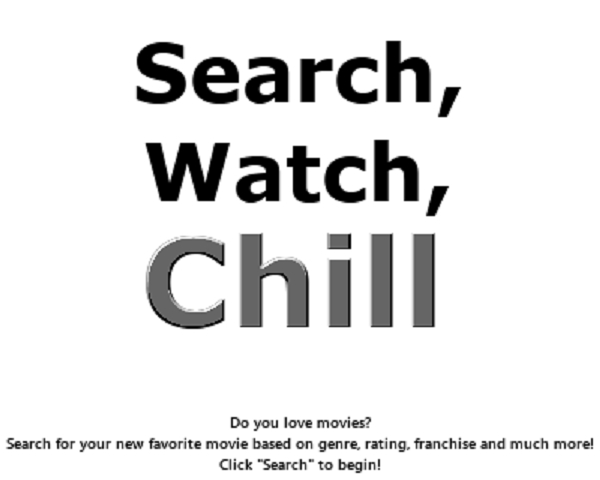 Search,
Watch,
Chill
Do you love movies?
Search for your new favorite movie based on genre, rating, franchise and much more!
Click "Search" to begin!